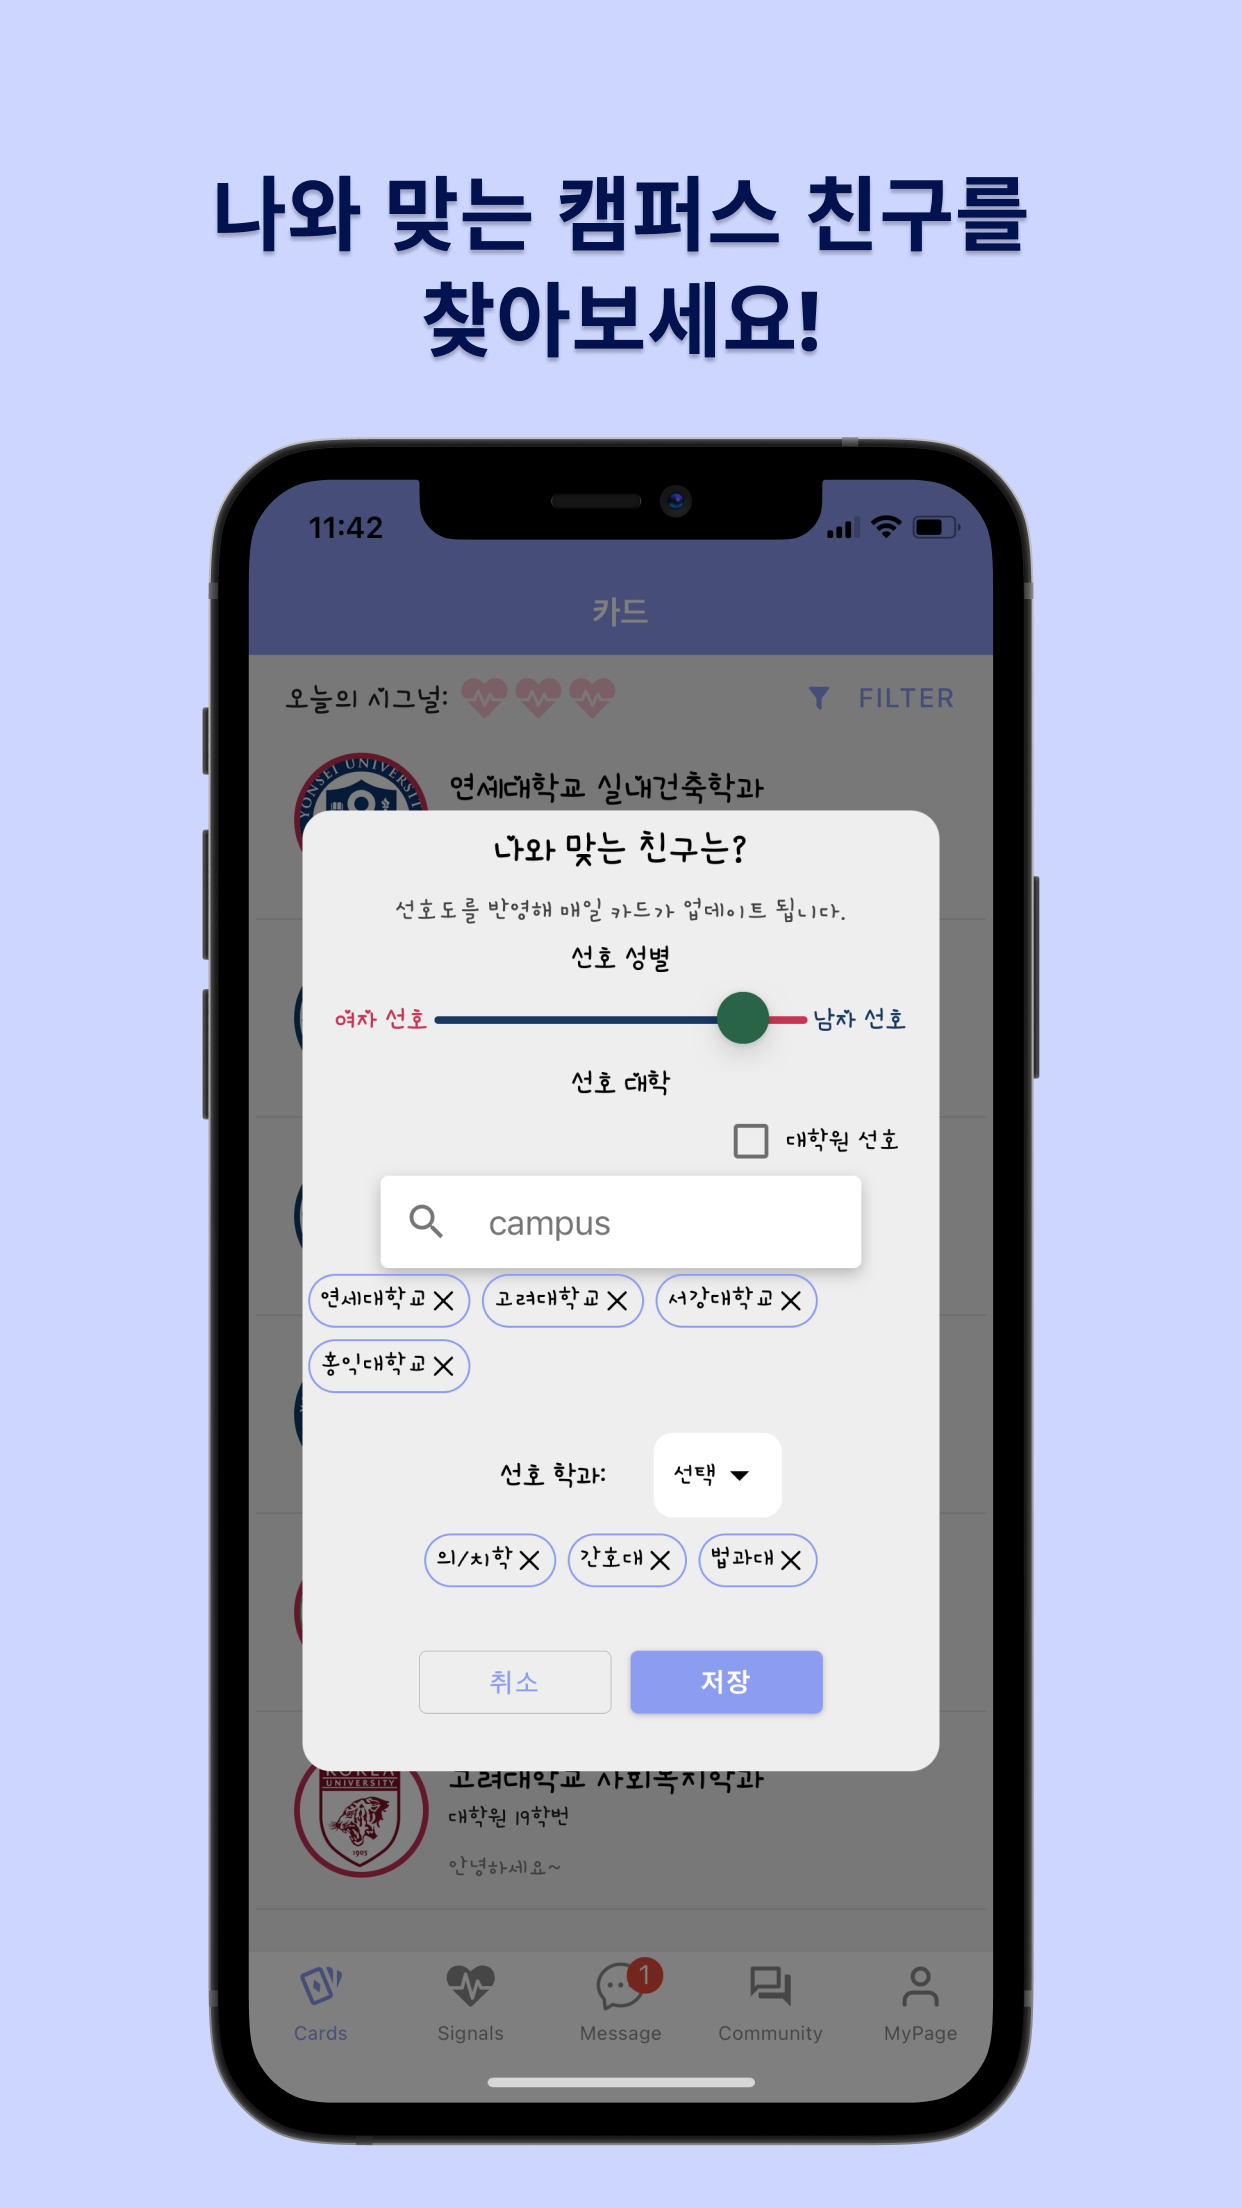 나와 맞는 캠퍼스 친구를
찾아보세요!
11:42
카드
오늘의 시그널:
FILTER
YONSEI UNIVERSITY
연세대학교 실내건축학과
나와 맞는 친구는?
선호도를 반영해 매일 카드가 업데이트 됩니다.
선호 성별
여자 선호
남자 선호
선호 대학
대학원 선호
campus
연세대학교 고려대학교 서강대학교
홍익대학교
선호 학과:
선택
의/치학 간호대 법과대
취소
저장
KOREA
UNIVERSITY
1905
고려대학교 사회복지학과
대학원 19학번
안녕하세요~
1
Cards
Signals
Message
Community
MyPage